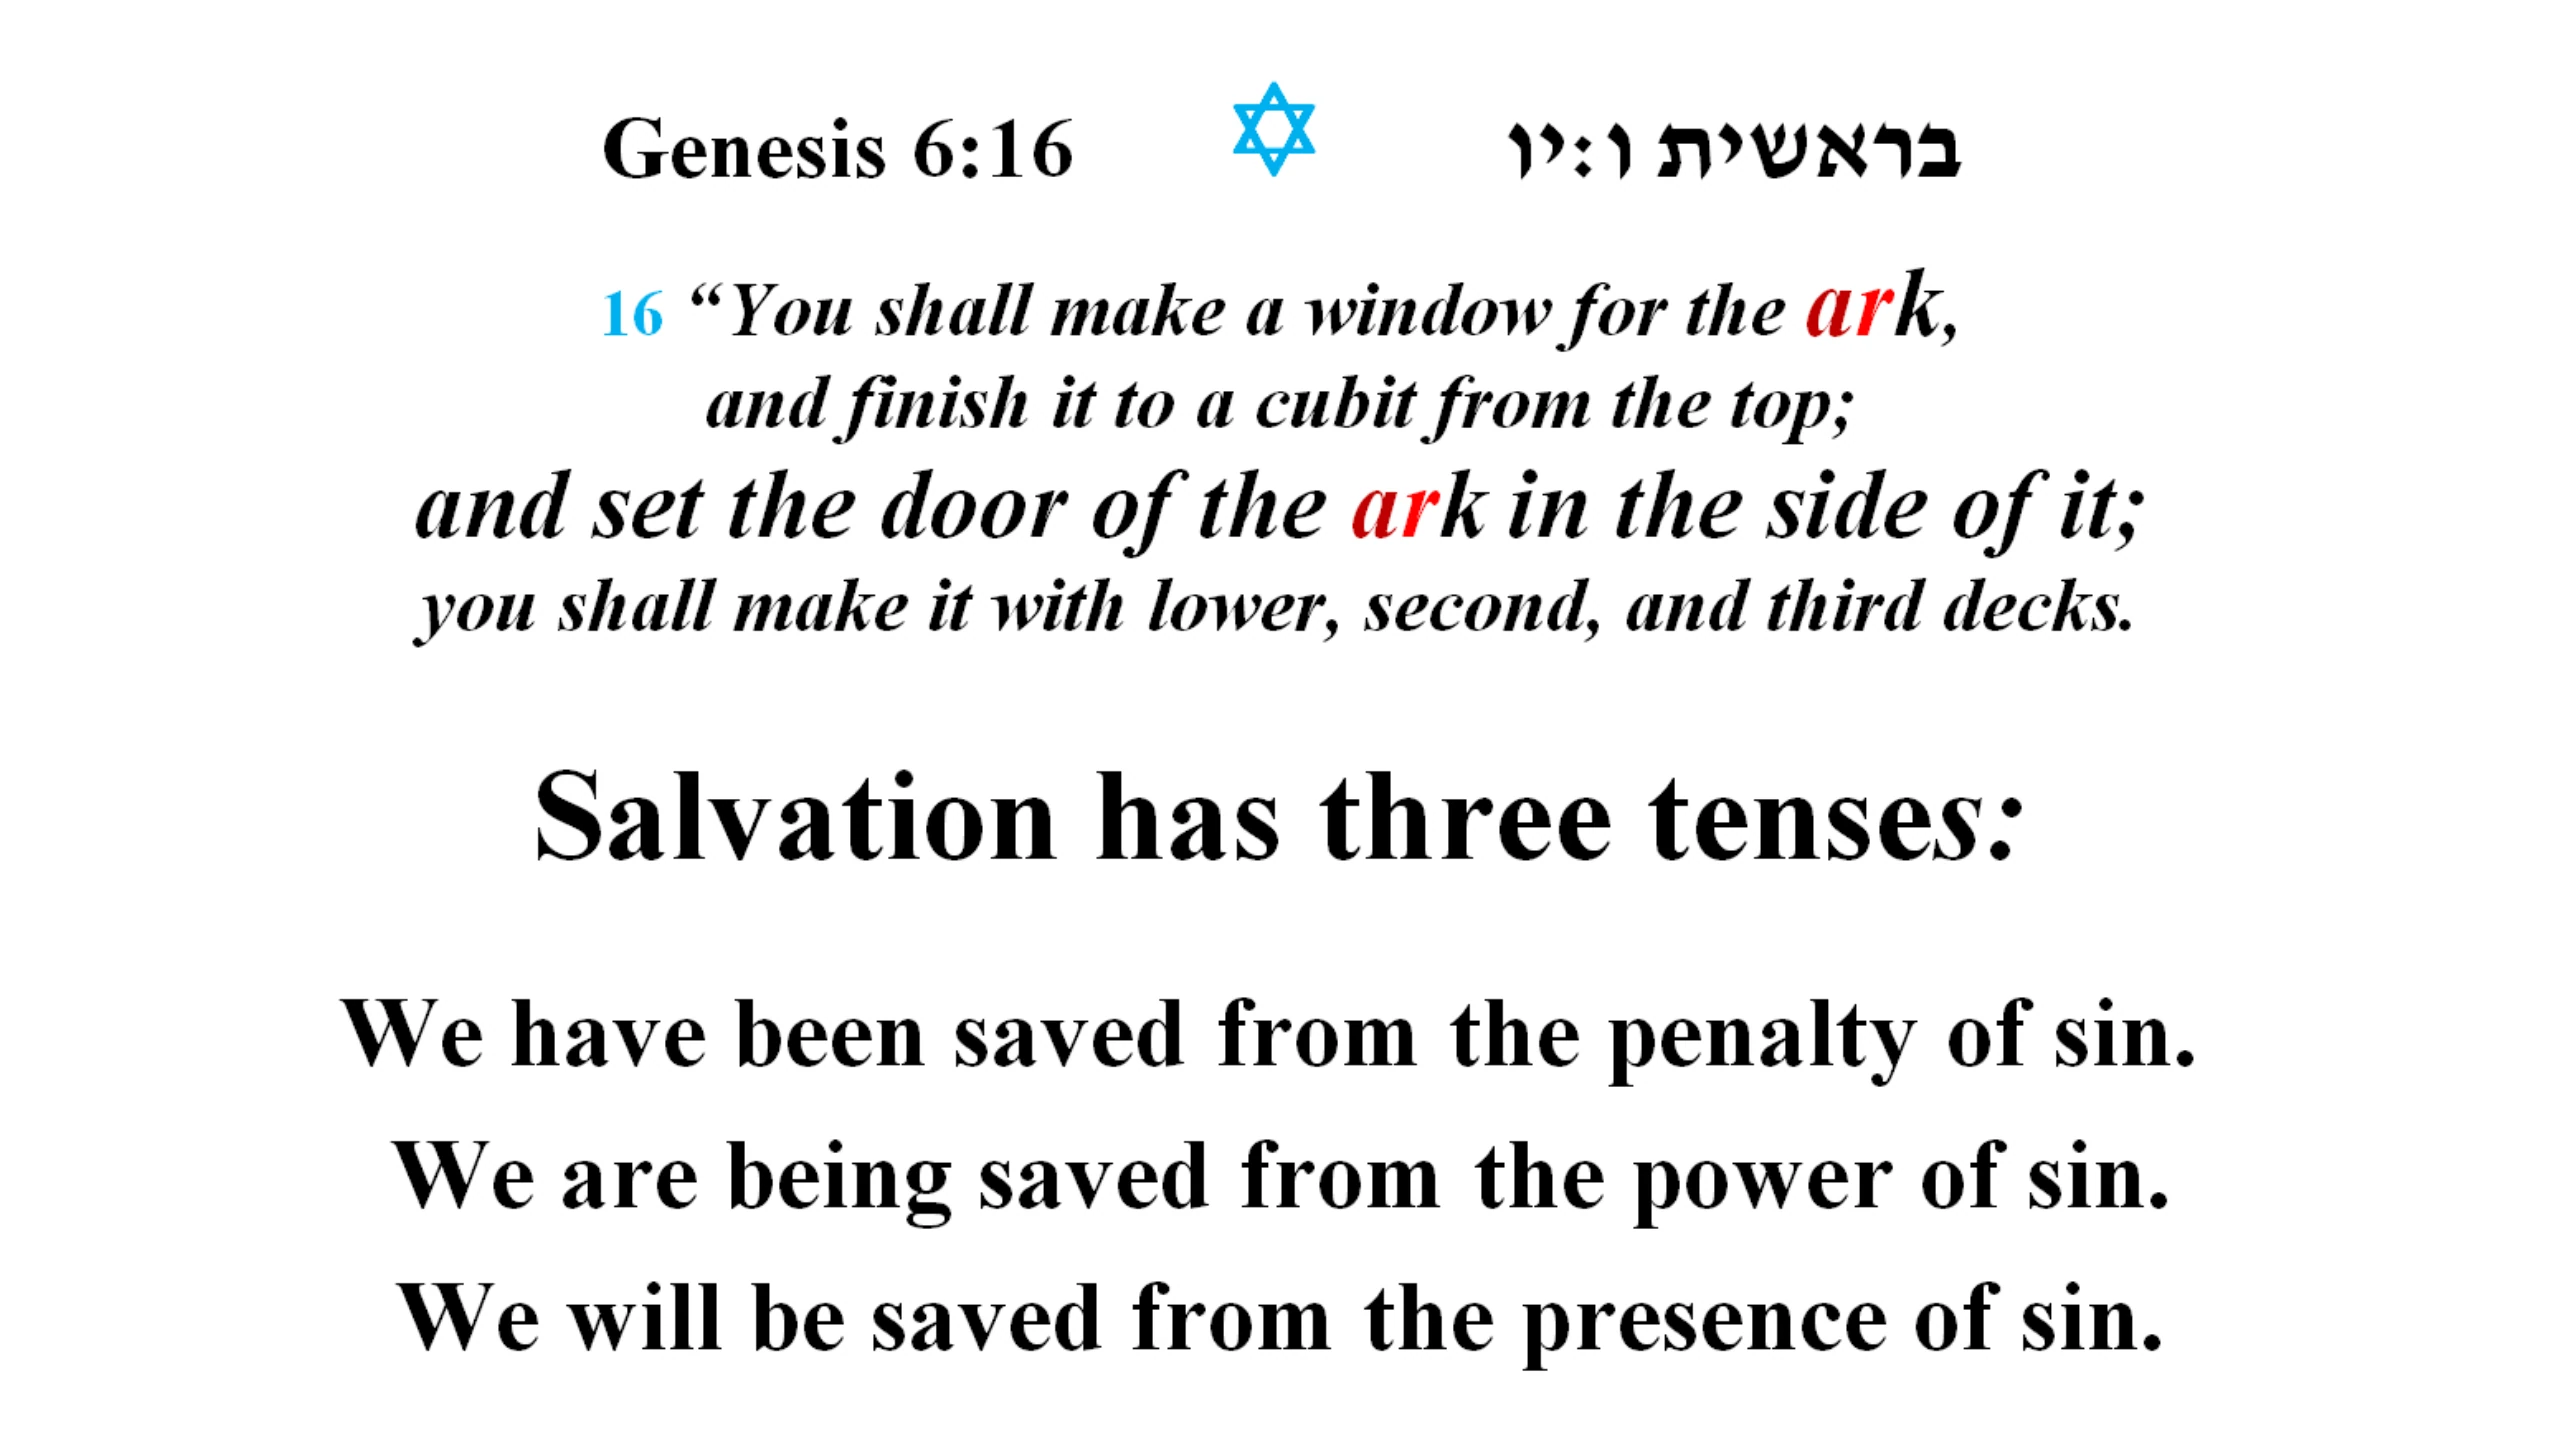 Genesis 6:16 ✡ בראשית ו:יו
16 “You shall make a window for the ark,
and finish it to a cubit from the top;
and set the door of the ark in the side of it;
you shall make it with lower, second, and third decks.
Salvation has three tenses:
We have been saved from the penalty of sin.
We are being saved from the power of sin.
We will be saved from the presence of sin.